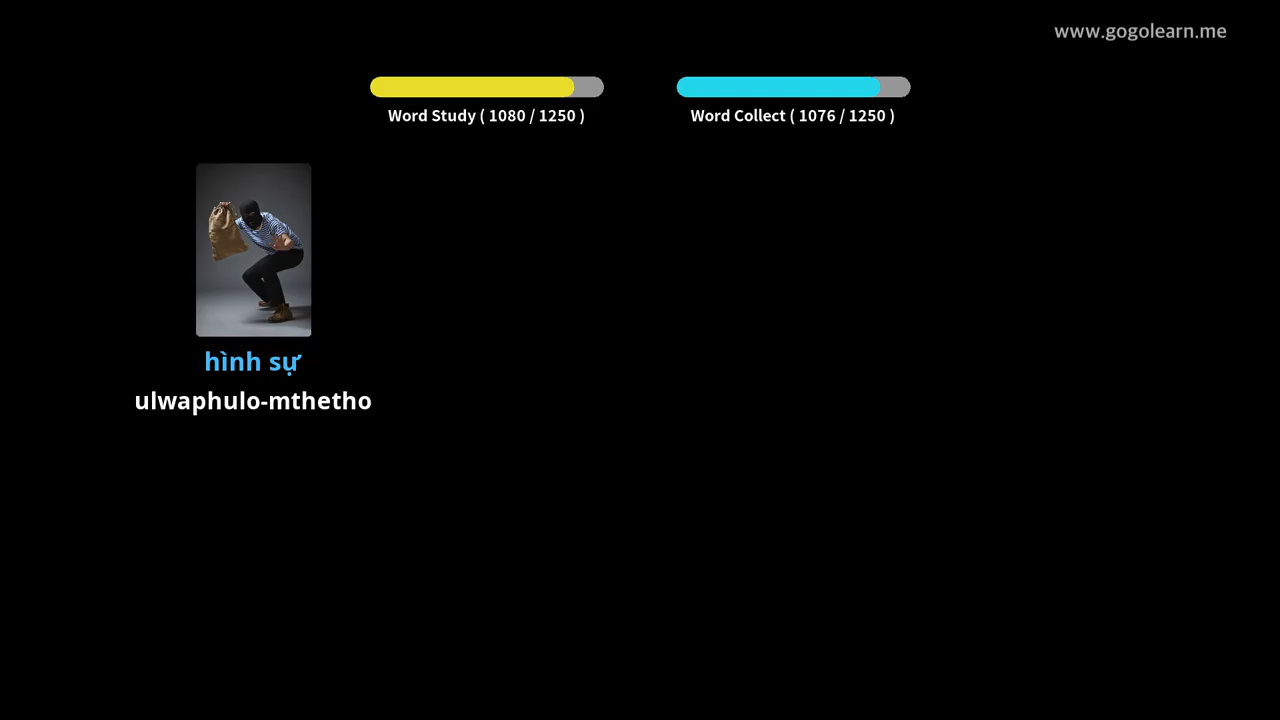 www.gogolearn.me
Word Study ( 1080 / 1250 )
Word Collect ( 1076 / 1250 )
hình sự
ulwaphulo-mthetho